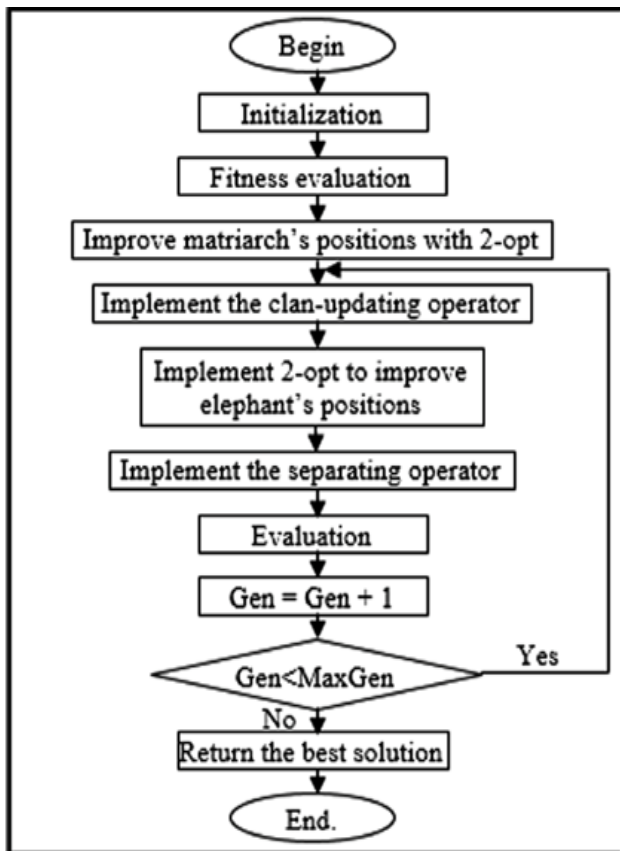 Begin
Initialization
Fitness evaluation
Improve matriarch's positions with 2-opt
Implement the clan-updating operator
Implement 2-opt to improve
elephant's positions
Implement the separating operator
Evaluation
Gen = Gen + 1
Gen<MaxGen
Yes
No
Return the best solution
End.